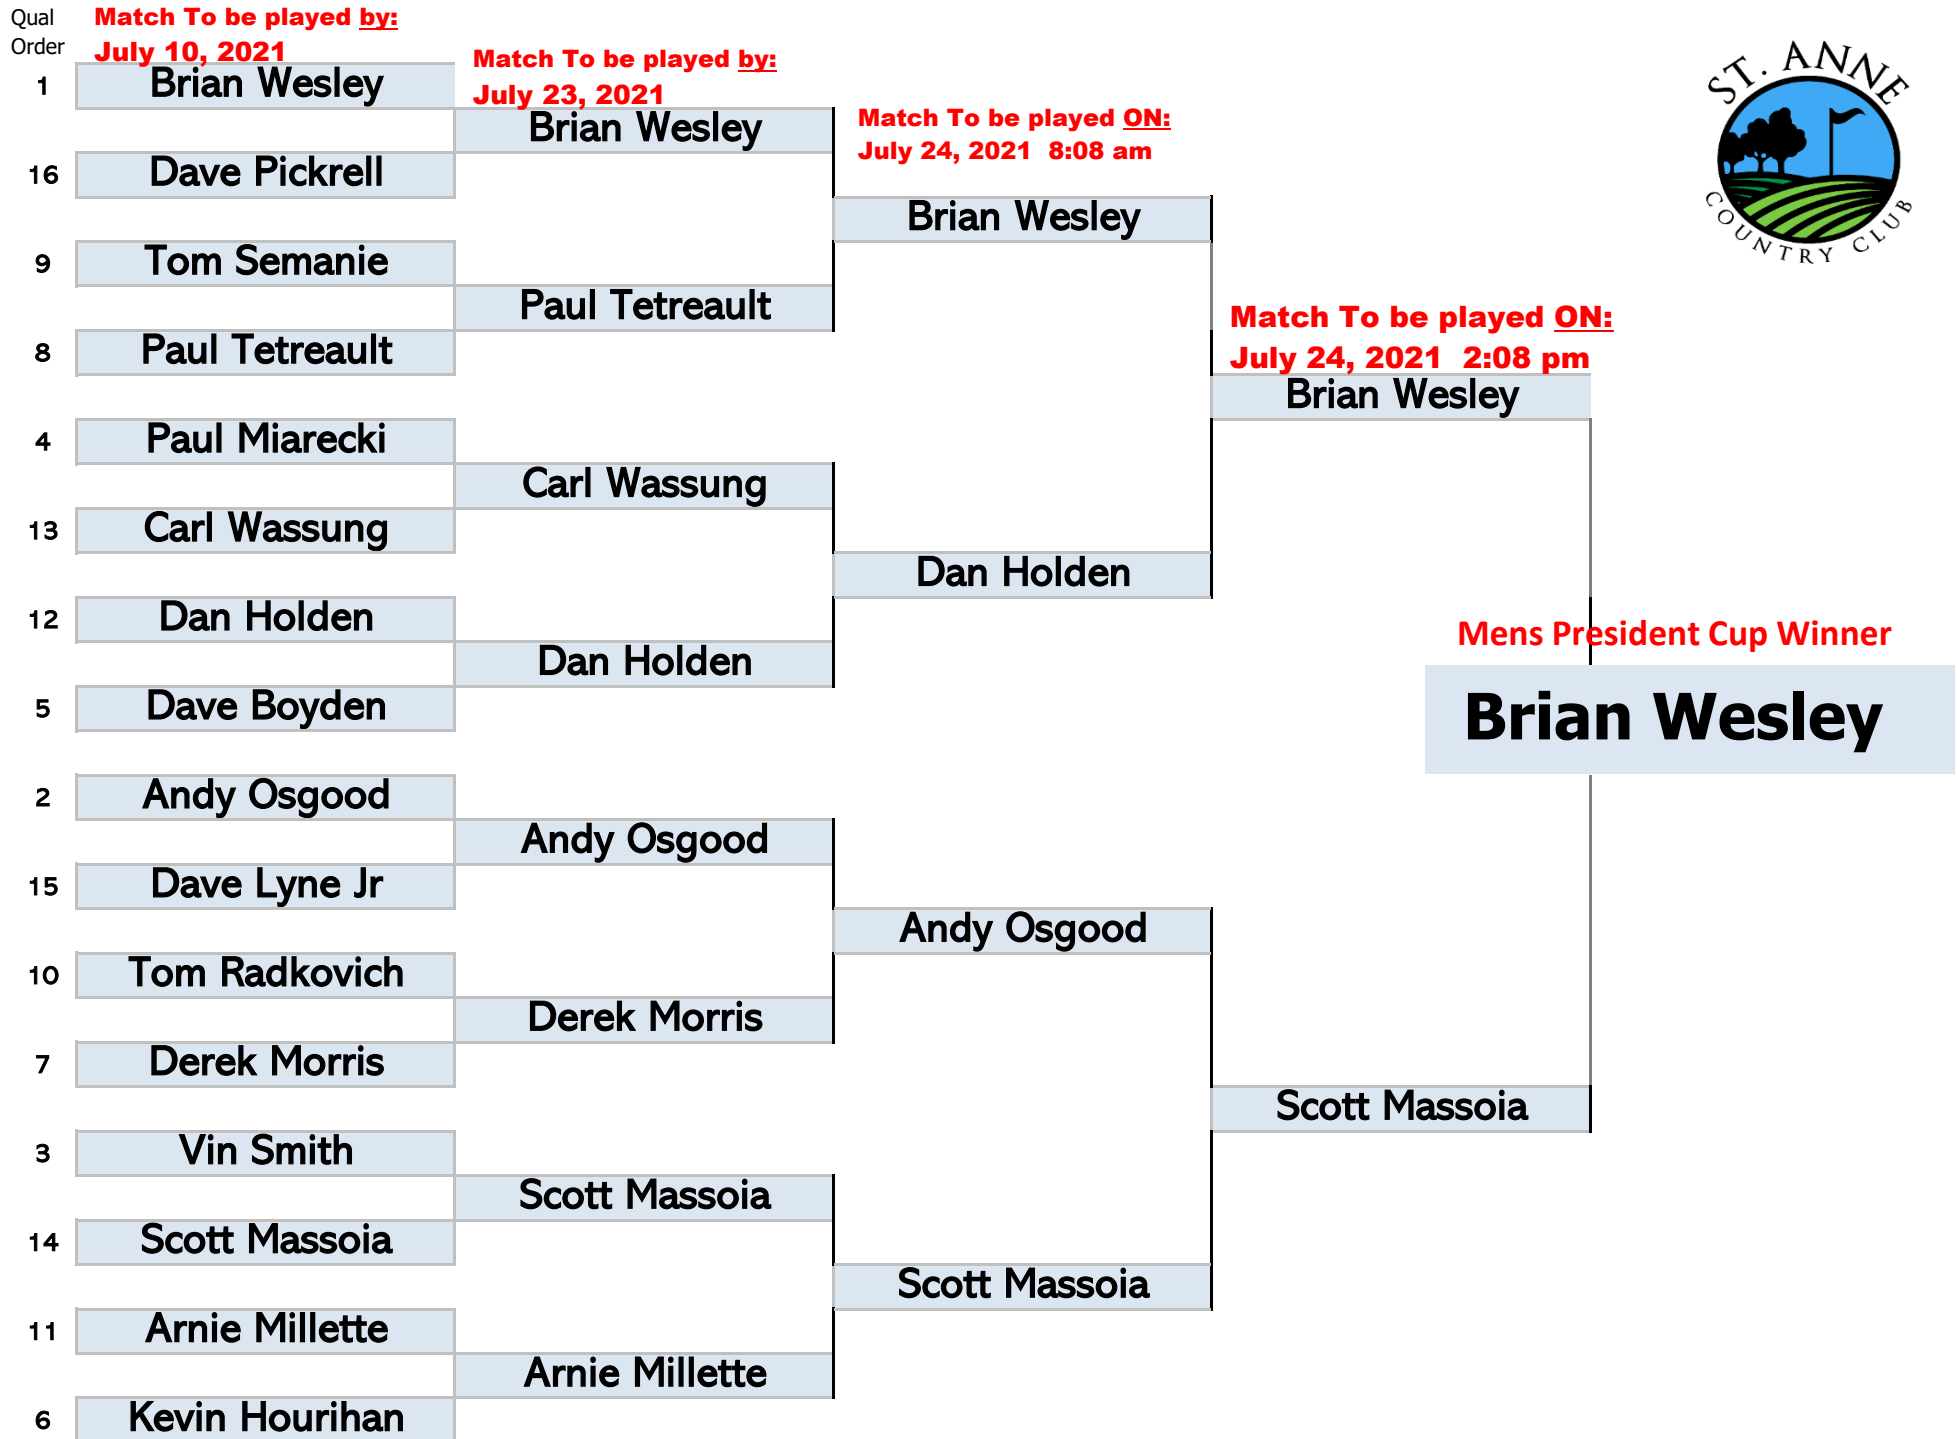 Qual
Order
Match To be played by:
July 10, 2021
Match To be played by:
July 23, 2021
Match To be played ON:
July 24, 2021 8:08 am
Match To be played ON:
July 24, 2021 2:08 pm
ST. ANNE
COUNTRY CLUB
1 Brian Wesley
Brian Wesley
16 Dave Pickrell
Brian Wesley
9 Tom Semanie
Paul Tetreault
8 Paul Tetreault
Brian Wesley
4 Paul Miarecki
Carl Wassung
13 Carl Wassung
Dan Holden
12 Dan Holden
Dan Holden
5 Dave Boyden
Mens President Cup Winner
Brian Wesley
2 Andy Osgood
Andy Osgood
15 Dave Lyne Jr
Andy Osgood
10 Tom Radkovich
Derek Morris
7 Derek Morris
Scott Massoia
3 Vin Smith
Scott Massoia
14 Scott Massoia
Scott Massoia
11 Arnie Millette
Arnie Millette
6 Kevin Hourihan